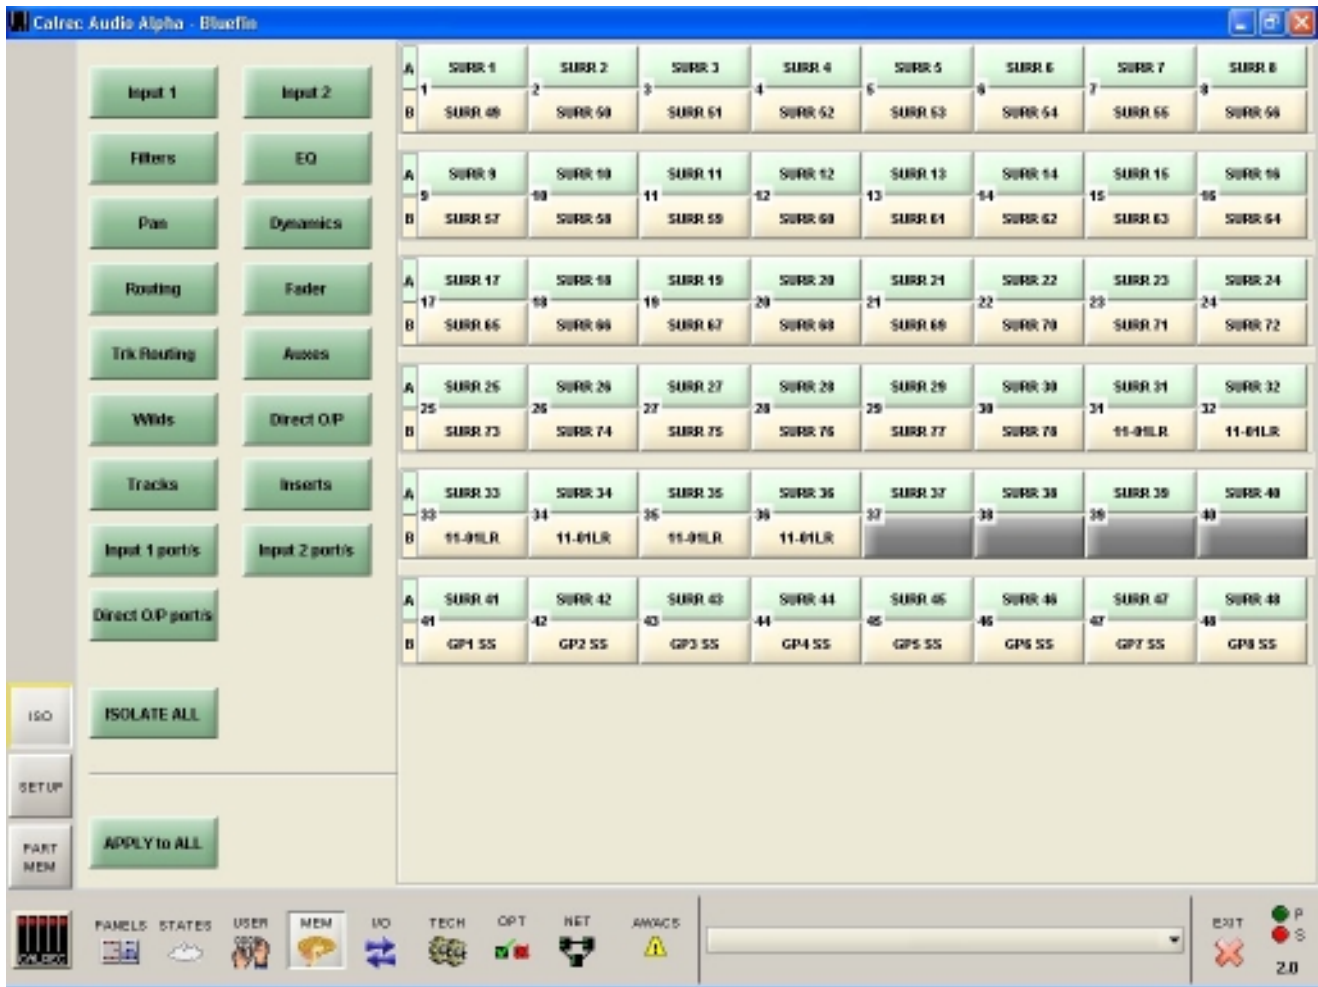 Calrec Audio Alpha - Bluefin
Input 1 Input 2
Filters EQ
Pan Dynamics
Routing Fader
Trk Routing Auxes
Wilds Direct O/P
Tracks Inserts
Input 1 port/s Input 2 port/s
Direct O/P port/s
ISOLATE ALL
APPLY to ALL
ISO
SETUP
PART
MEM
A SURR 1 SURR 2 SURR 3 SURR 4 SURR 5 SURR 6 SURR 7 SURR 8
1 2 3 4 5 6 7 8
B SURR 49 SURR 50 SURR 51 SURR 52 SURR 53 SURR 54 SURR 55 SURR 56
A SURR 9 SURR 10 SURR 11 SURR 12 SURR 13 SURR 14 SURR 15 SURR 16
9 10 11 12 13 14 15 16
B SURR 57 SURR 58 SURR 59 SURR 60 SURR 61 SURR 62 SURR 63 SURR 64
A SURR 17 SURR 18 SURR 19 SURR 20 SURR 21 SURR 22 SURR 23 SURR 24
17 18 19 20 21 22 23 24
B SURR 65 SURR 66 SURR 67 SURR 68 SURR 69 SURR 70 SURR 71 SURR 72
A SURR 25 SURR 26 SURR 27 SURR 28 SURR 29 SURR 30 SURR 31 SURR 32
25 26 27 28 29 30 31 32
B SURR 73 SURR 74 SURR 75 SURR 76 SURR 77 SURR 78 11-01LR 11-01LR
A SURR 33 SURR 34 SURR 35 SURR 36 SURR 37 SURR 38 SURR 39 SURR 40
33 34 35 36 37 38 39 40
B 11-01LR 11-01LR 11-01LR 11-01LR
A SURR 41 SURR 42 SURR 43 SURR 44 SURR 45 SURR 46 SURR 47 SURR 48
41 42 43 44 45 46 47 48
B GP1 SS GP2 SS GP3 SS GP4 SS GP5 SS GP6 SS GP7 SS GP8 SS
CALREC PANELS STATES USER MEM I/O TECH OPT NET AWACS EXIT P
S
2.0